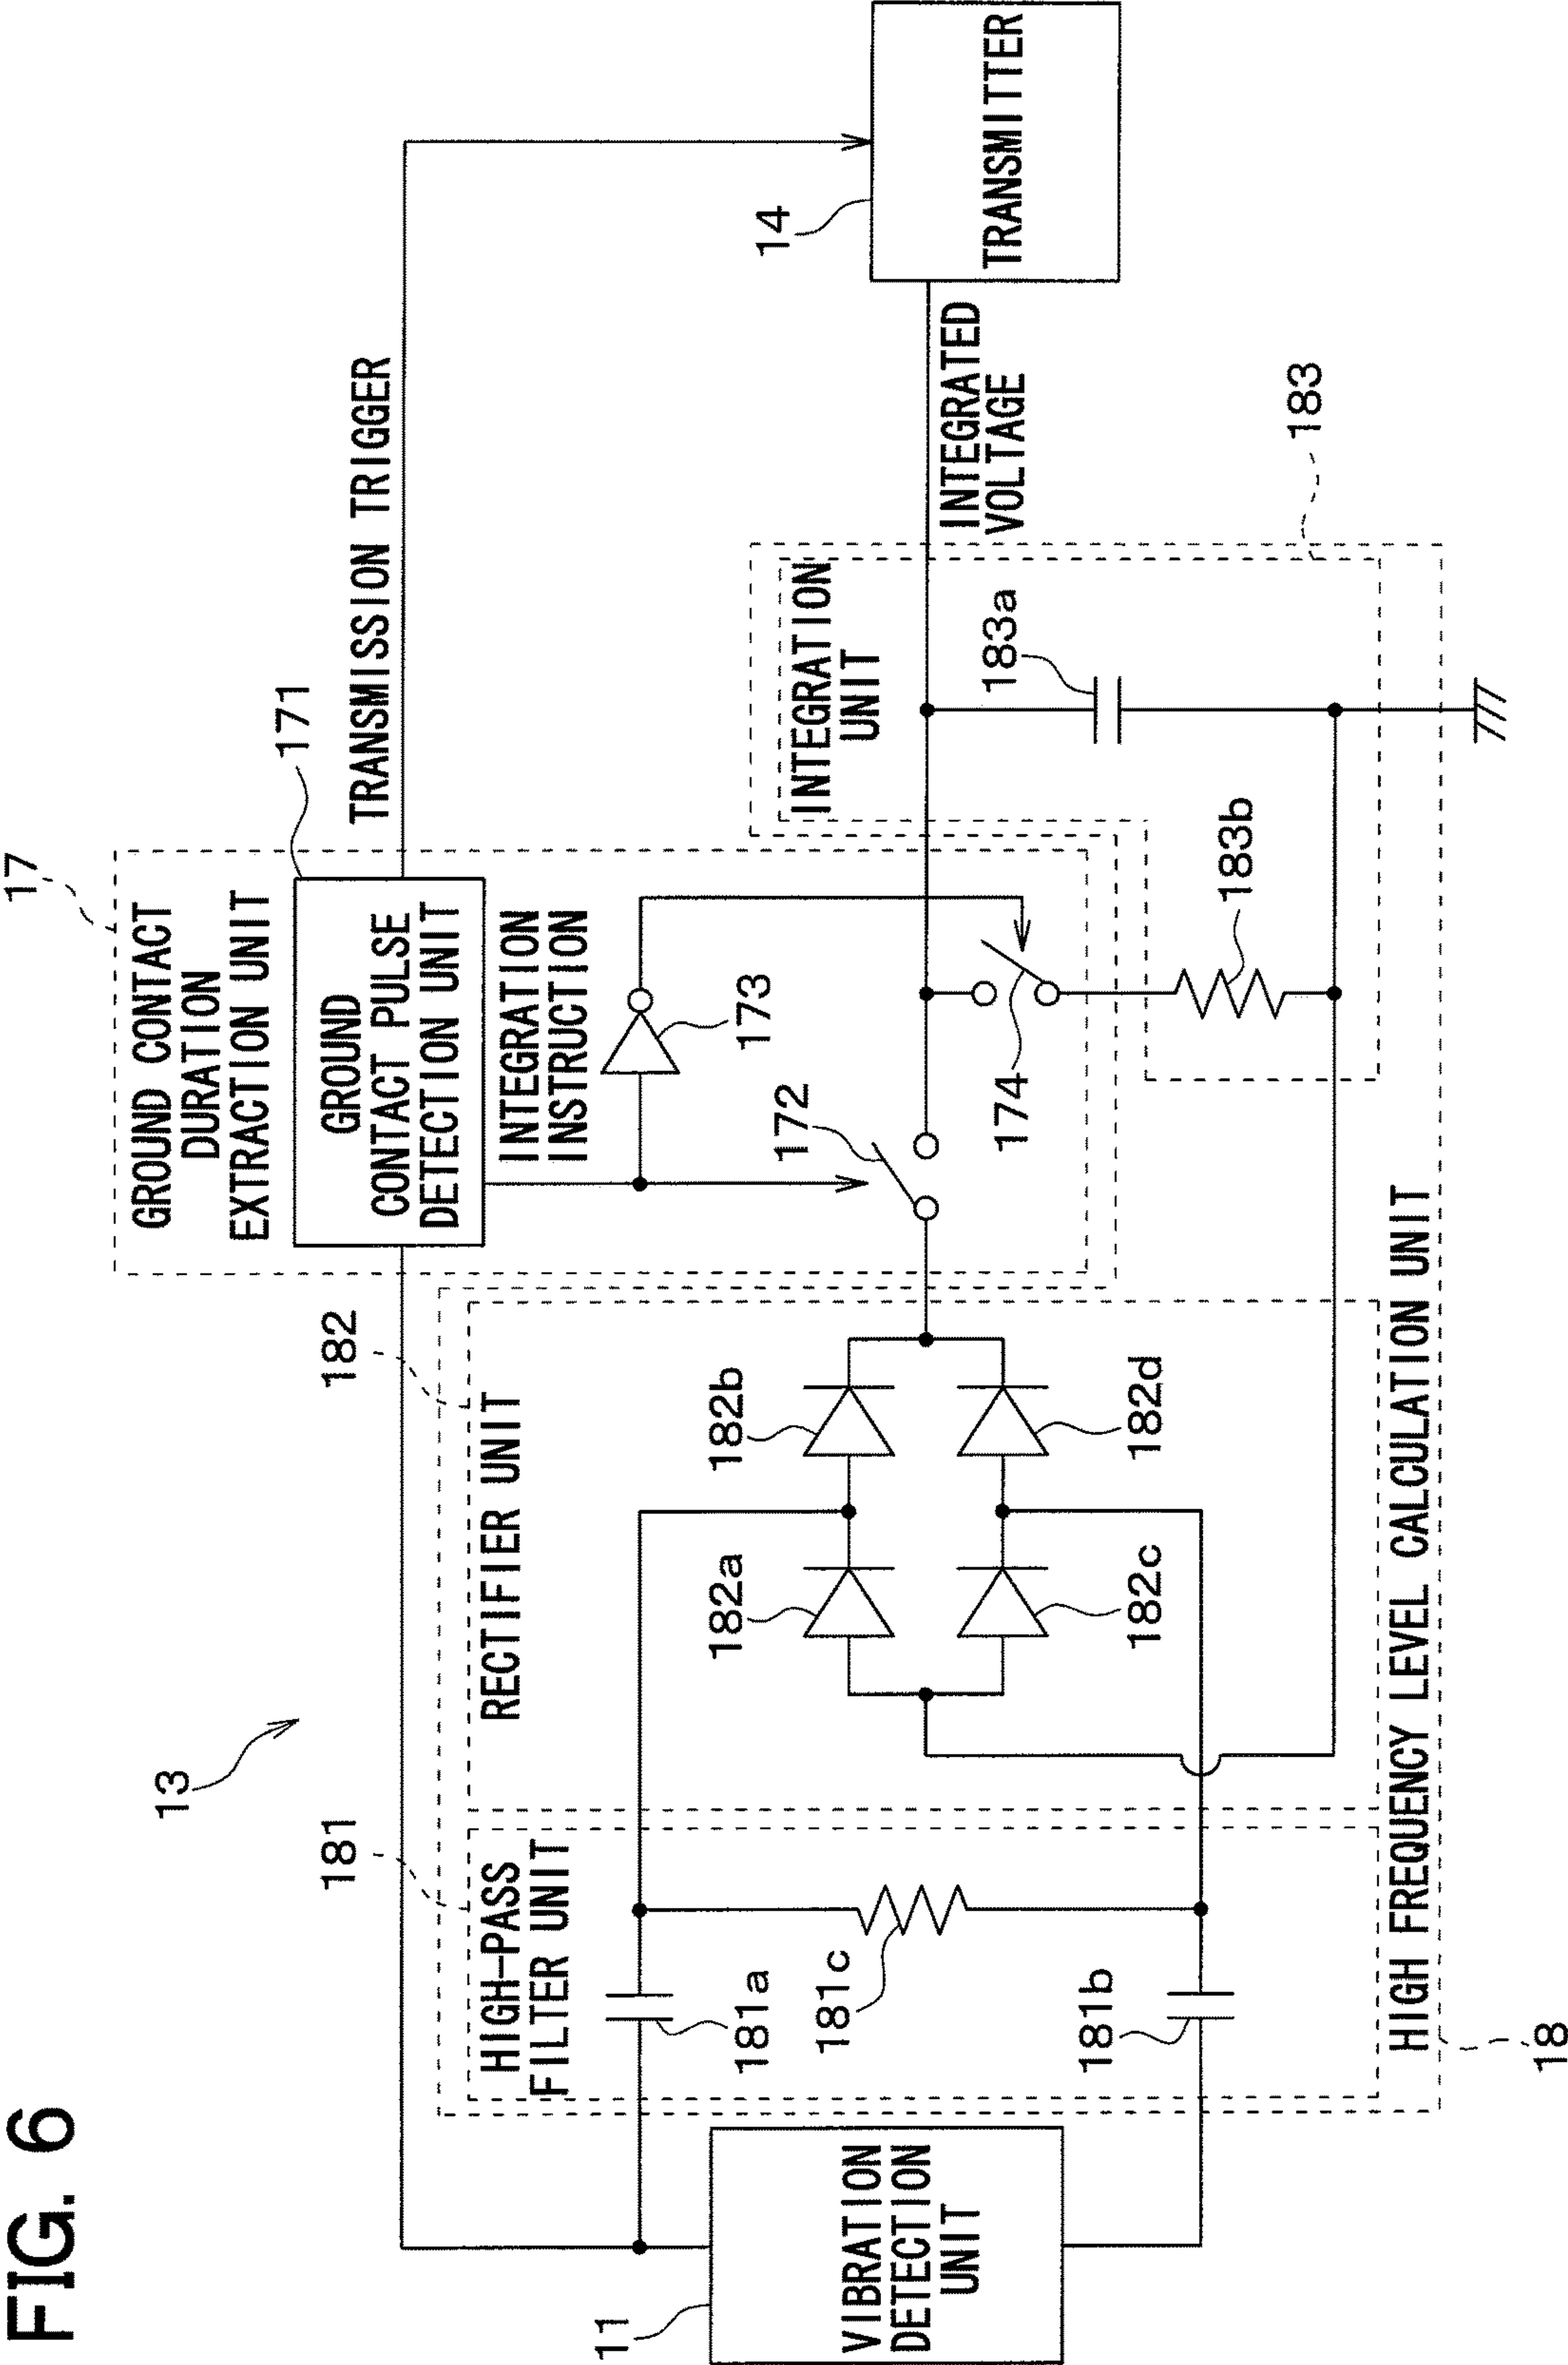 FIG. 6
13
17
GROUND CONTACT
DURATION
EXTRACTION UNIT
171
GROUND
CONTACT PULSE
DETECTION UNIT
TRANSMISSION TRIGGER
INTEGRATION
INSTRUCTION
173
172
174
181
HIGH-PASS
FILTER UNIT
181a
181c
181b
182
RECTIFIER UNIT
182a
182b
182c
182d
INTEGRATION
UNIT
183a
183b
183
INTEGRATED
VOLTAGE
14
TRANSMITTER
11
VIBRATION
DETECTION
UNIT
HIGH FREQUENCY LEVEL CALCULATION UNIT
18